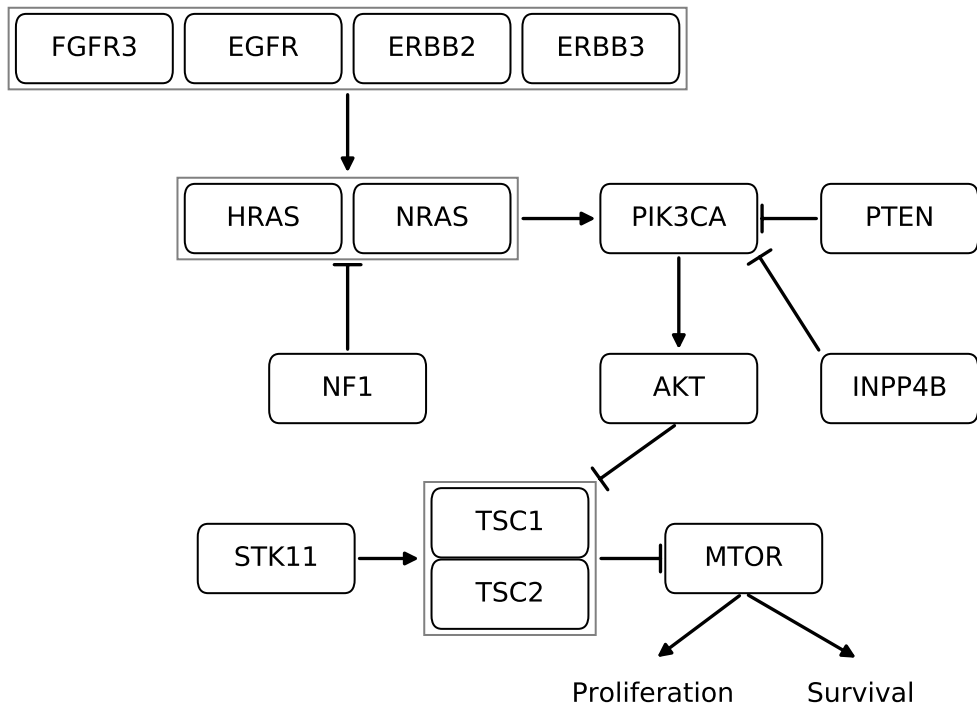 FGFR3 EGFR ERBB2 ERBB3
HRAS NRAS PIK3CA PTEN
NF1 AKT INPP4B
TSC1
STK11 MTOR
TSC2
Proliferation Survival